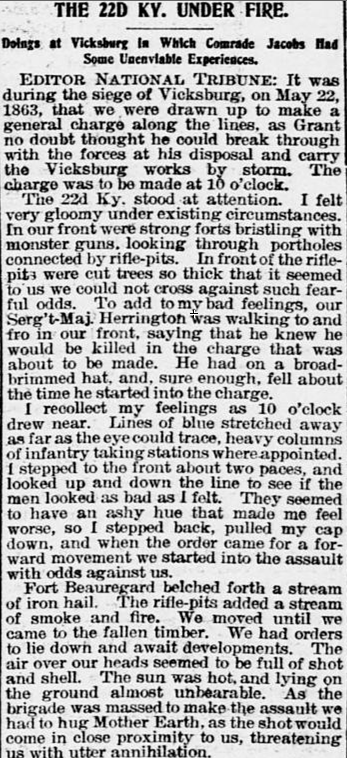 THE 22D KY. UNDER FIRE.
Doings at Vicksburg in Which Comrade Jacobs Had
Some Unenviable Experiences.
EDITOR NATIONAL TRIBUNE: It was
during the siege of Vicksburg, on May 22,
1863, that we were drawn up to make a
general charge along the lines, as Grant
no doubt thought he could break through
with the forces at his disposal and carry
the Vicksburg works by storm. The
charge was to be made at 10 o'clock.
The 22d Ky. stood at attention. I felt
very gloomy under existing circumstances.
In our front were strong forts bristling with
monster guns, looking through portholes
connected by rifle-pits. In front of the rifle-
pits were cut trees so thick that it seemed
to us we could not cross against such fear-
ful odds. To add to my bad feelings, our
Serg't-Maj. Herrington was walking to and
fro in our front, saying that he knew he
would be killed in the charge that was
about to be made. He had on a broad-
brimmed hat, and, sure enough, fell about
the time he started into the charge.
I recollect my feelings as 10 o'clock
drew near. Lines of blue stretched away
as far as the eye could trace, heavy columns
of infantry taking stations where appointed.
I stepped to the front about two paces, and
looked up and down the line to see if the
men looked as bad as I felt. They seemed
to have an ashy hue that made me feel
worse, so I stepped back, pulled my cap
down, and when the order came for a for-
ward movement we started into the assault
with odds against us.
Fort Beauregard belched forth a stream
of iron hail. The rifle-pits added a stream
of smoke and fire. We moved until we
came to the fallen timber. We had orders
to lie down and await developments. The
air over our heads seemed to be full of shot
and shell. The sun was hot, and lying on
the ground almost unbearable. As the
brigade was massed to make the assault we
had to hug Mother Earth, as the shot would
come in close proximity to us, threatening
us with utter annihilation.